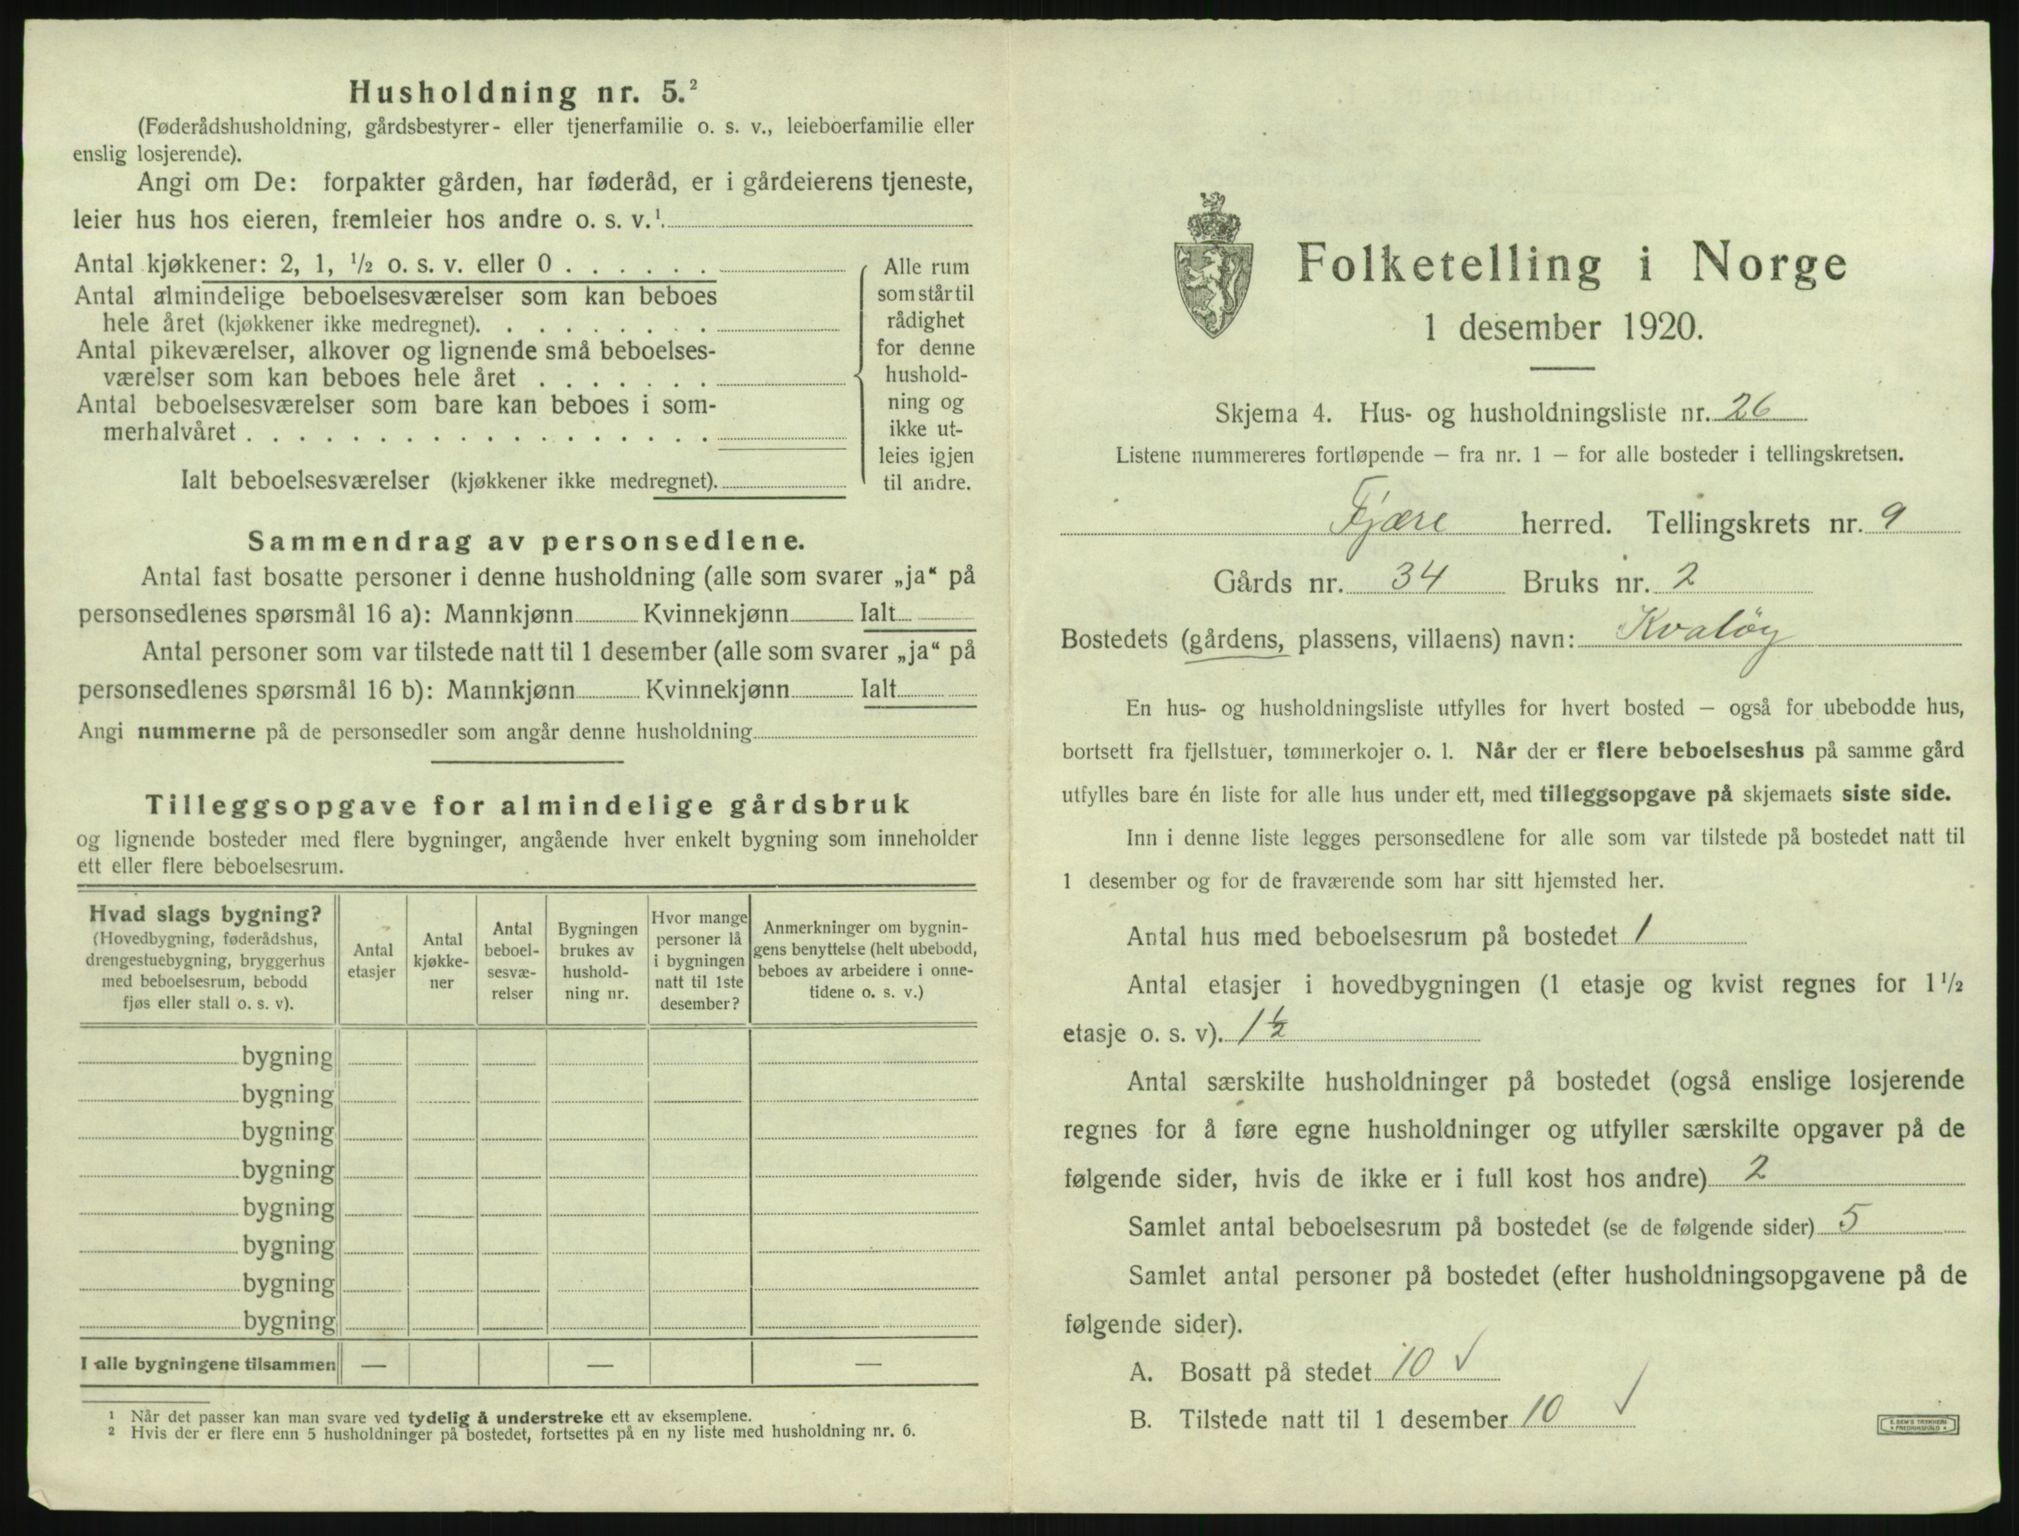 Husholdning nr. 5.²
(Føderådshusholdning, gårdsbestyrer- eller tjenerfamilie o. s. v., leieboerfamilie eller
enslig losjerende).
Angi om De: forpakter gården, har føderåd, er i gårdeierens tjeneste,
leier hus hos eieren, fremleier hos andre o. s. v.¹.
Antal kjøkkener: 2, 1, ½ o. s. v. eller 0 . . . . . .
Antal almindelige beboelsesværelser som kan beboes
hele året (kjøkkener ikke medregnet). . . . . . . . .
Antal pikeværelser, alkover og lignende små beboelses-
værelser som kan beboes hele året . . . . . . .
Antal beboelsesværelser som bare kan beboes i som-
merhalvåret . . . . . . . . . . . . . . . . . .
Ialt beboelsesværelser (kjøkkener ikke medregnet).
Alle rum
som står til
rådighet
for denne
hushold-
ning og
ikke ut-
leies igjen
til andre.
Sammendrag av personsedlene.
Antal fast bosatte personer i denne husholdning (alle som svarer „ja“ på
personsedlenes spørsmål 16 a): Mannkjønn Kvinnekjønn Ialt
Antal personer som var tilstede natt til 1 desember (alle som svarer „ja“ på
personsedlenes spørsmål 16 b): Mannkjønn Kvinnekjønn Ialt
Angi nummerne på de personsedler som angår denne husholdning
Tilleggsopgave for almindelige gårdsbruk
og lignende bosteder med flere bygninger, angående hver enkelt bygning som inneholder
ett eller flere beboelsesrum.
Hvad slags bygning?
(Hovedbygning, føderådshus,
drengestuebygning, bryggerhus
med beboelsesrum, bebodd
fjøs eller stall o. s. v).
Antal
etasjer
Antal
kjøkke-
ner
Antal
beboel-
sesvæ-
relser
Bygningen
brukes av
hushold-
ning nr.
Hvor mange
personer lå
i bygningen
natt til 1ste
desember?
Anmerkninger om bygnin-
gens benyttelse (helt ubebodd,
beboes av arbeidere i onne-
tidene o. s. v.)
bygning
bygning
bygning
bygning
bygning
bygning
bygning
bygning
I alle bygningene tilsammen — — —
¹ Når det passer kan man svare ved tydelig å understreke ett av eksemplene.
² Hvis der er flere enn 5 husholdninger på bostedet, fortsettes på en ny liste med husholdning nr. 6.
Folketelling i Norge
1 desember 1920.
Skjema 4. Hus- og husholdningsliste nr. 26
Listene nummereres fortløpende — fra nr. 1 — for alle bosteder i tellingskretsen.
Fjære herred. Tellingskrets nr. 9
Gårds nr. 34 Bruks nr. 2
Bostedets (gårdens, plassens, villaens) navn: Kvaløy
En hus- og husholdningsliste utfylles for hvert bosted — også for ubebodde hus,
bortsett fra fjellstuer, tømmerkojer o. l. Når der er flere beboelseshus på samme gård
utfylles bare én liste for alle hus under ett, med tilleggsopgave på skjemaets siste side.
Inn i denne liste legges personsedlene for alle som var tilstede på bostedet natt til
1 desember og for de fraværende som har sitt hjemsted her.
Antal hus med beboelsesrum på bostedet 1
Antal etasjer i hovedbygningen (1 etasje og kvist regnes for 1½
etasje o. s. v). 1½
Antal særskilte husholdninger på bostedet (også enslige losjerende
regnes for å føre egne husholdninger og utfyller særskilte opgaver på de
følgende sider, hvis de ikke er i full kost hos andre) 2
Samlet antal beboelsesrum på bostedet (se de følgende sider) 5
Samlet antal personer på bostedet (efter husholdningsopgavene på de
følgende sider).
A. Bosatt på stedet 10 ✓
B. Tilstede natt til 1 desember 10 ✓